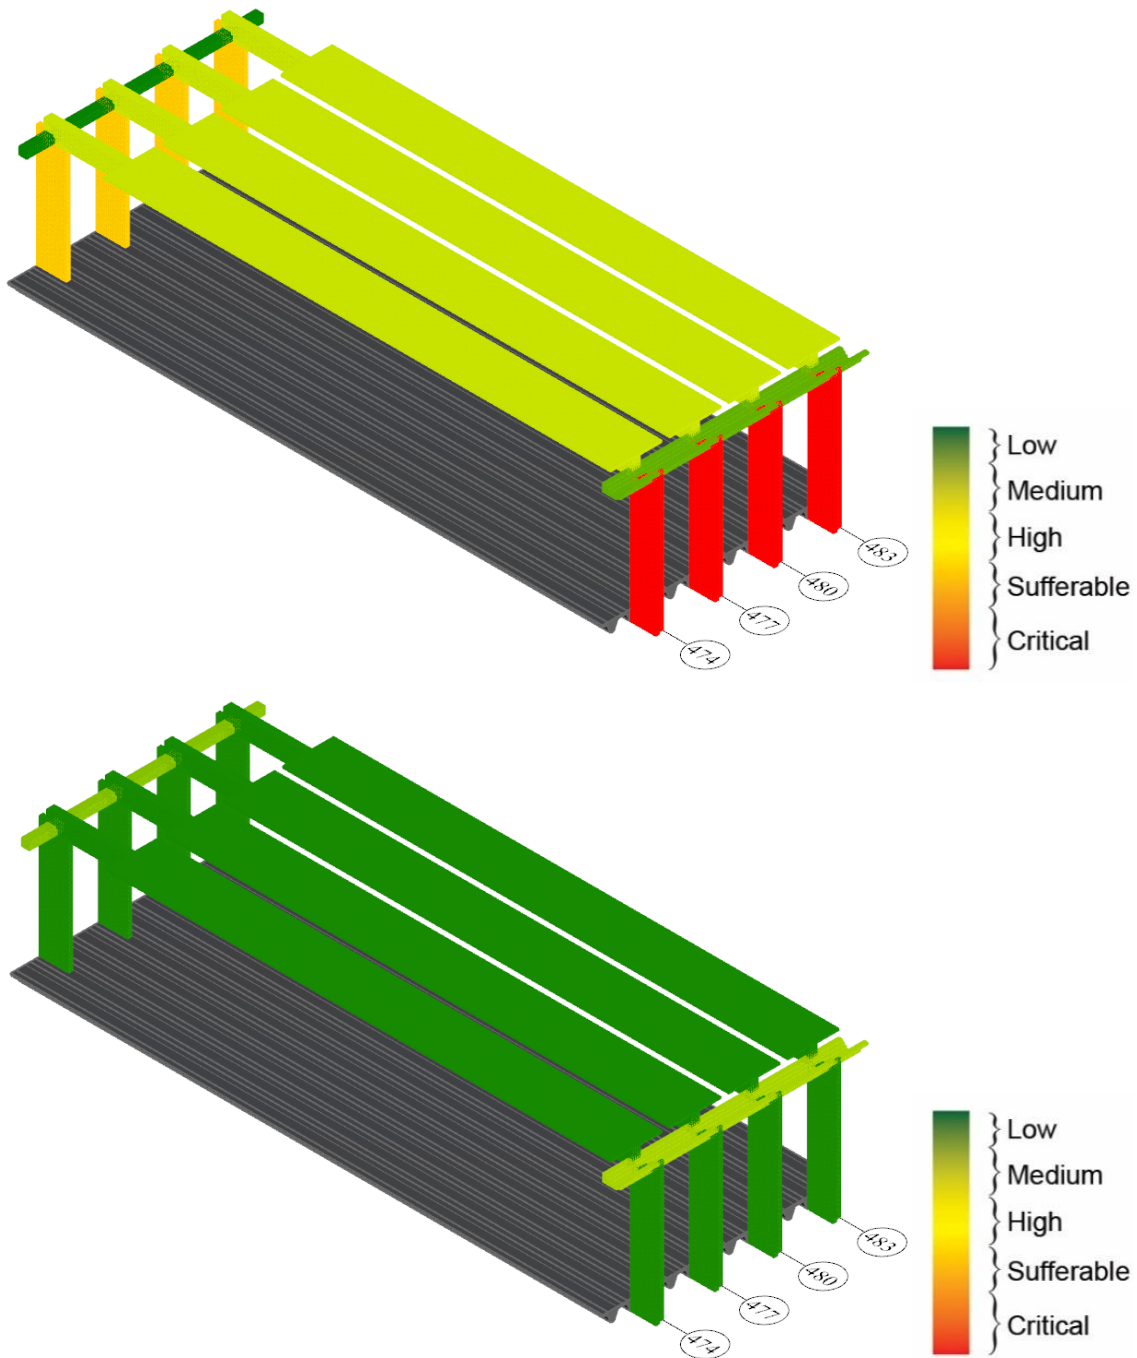 Low
Medium
High
Sufferable
Critical
483
480
477
474
Low
Medium
High
Sufferable
Critical
483
480
477
474